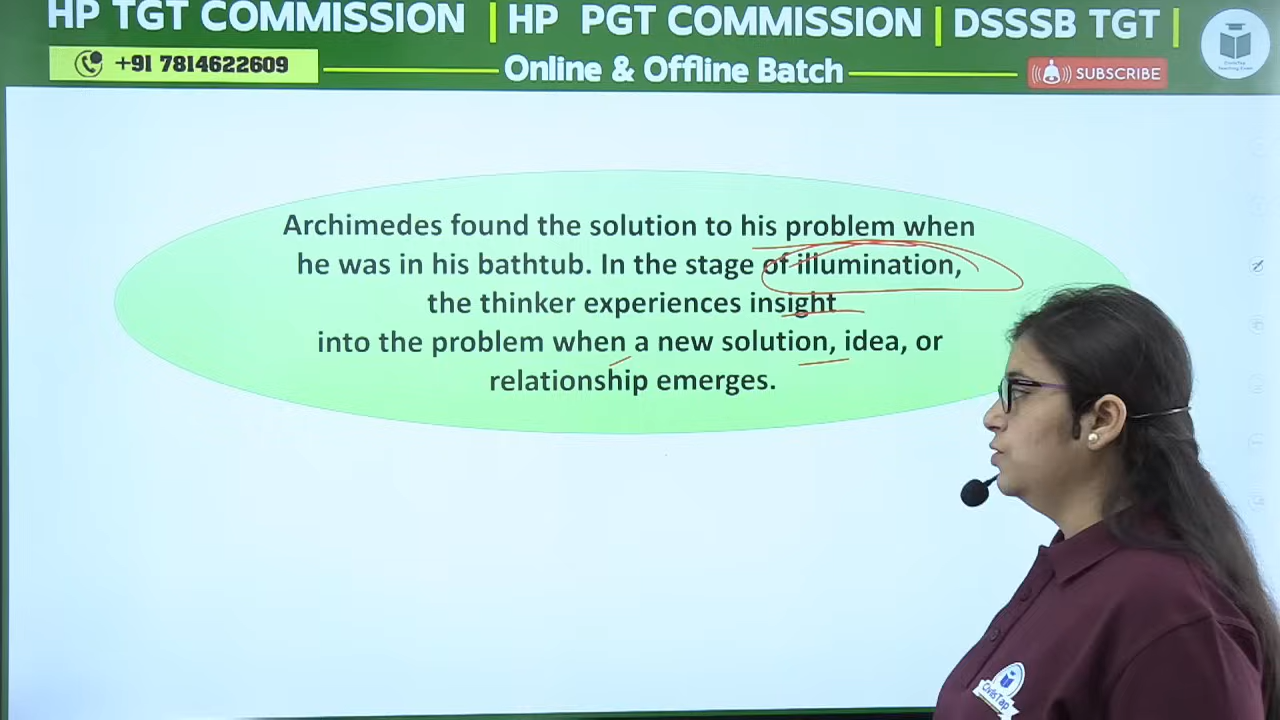 HP TGT COMMISSION | HP PGT COMMISSION | DSSSB TGT |
+91 7814622609
Online & Offline Batch
SUBSCRIBE
Archimedes found the solution to his problem when
he was in his bathtub. In the stage of illumination,
the thinker experiences insight
into the problem when a new solution, idea, or
relationship emerges.
CivilsTap